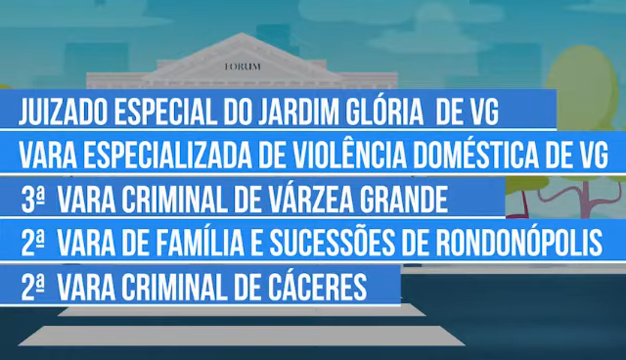 FORUM
JUIZADO ESPECIAL DO JARDIM GLÓRIA DE VG
VARA ESPECIALIZADA DE VIOLÊNCIA DOMÉSTICA DE VG
3ª VARA CRIMINAL DE VÁRZEA GRANDE
2ª VARA DE FAMÍLIA E SUCESSÕES DE RONDONÓPOLIS
2ª VARA CRIMINAL DE CÁCERES